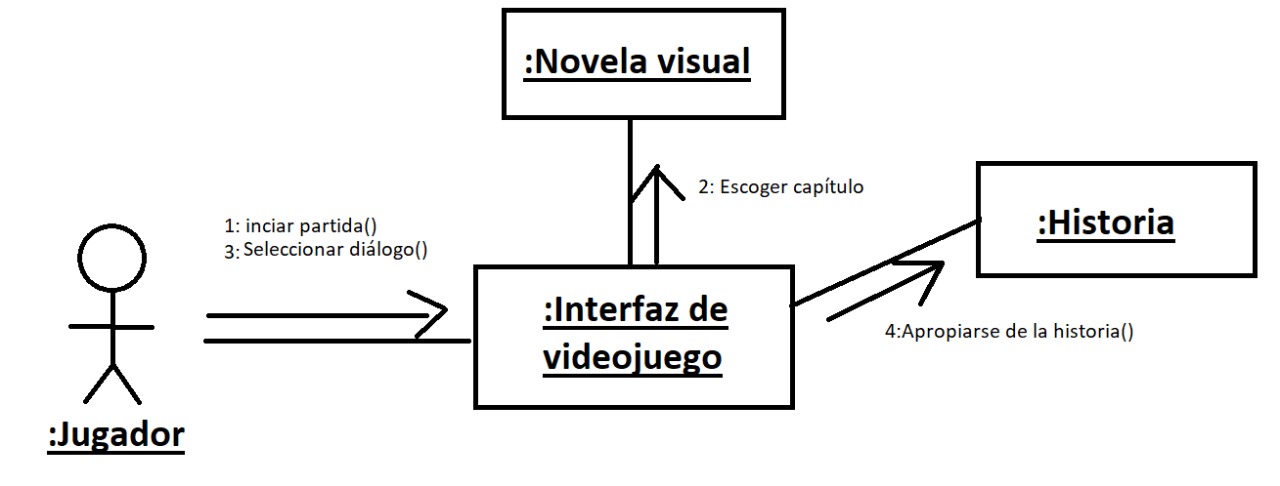 :Novela visual
2: Escoger capítulo
:Historia
1: inciar partida()
3: Seleccionar diálogo()
:Interfaz de
videojuego
4:Apropiarse de la historia()
:Jugador